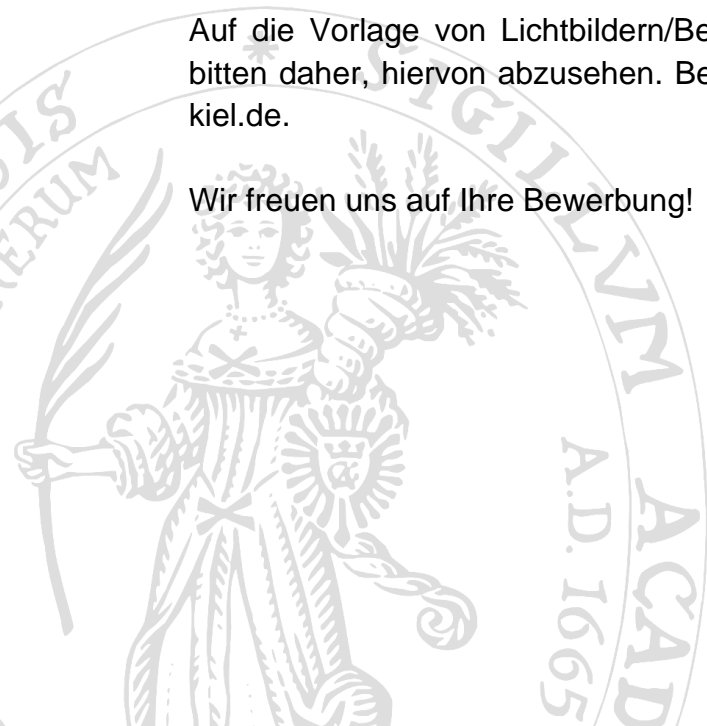 Auf die Vorlage von Lichtbildern/Be
bitten daher, hiervon abzusehen. Be
kiel.de.
Wir freuen uns auf Ihre Bewerbung!
SIGILLVM ACAD
A.D. 1665
ERUM